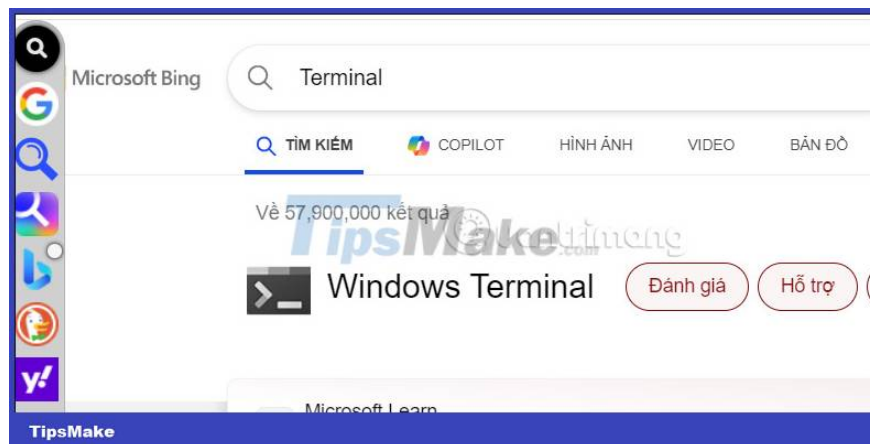 Microsoft Bing
Terminal
TÌM KIẾM COPILOT HÌNH ẢNH VIDEO BẢN ĐỒ
Về 57,900,000 kết quả
TipsMake.com
Windows Terminal Đánh giá Hỗ trợ
Microsoft Learn
y!
TipsMake